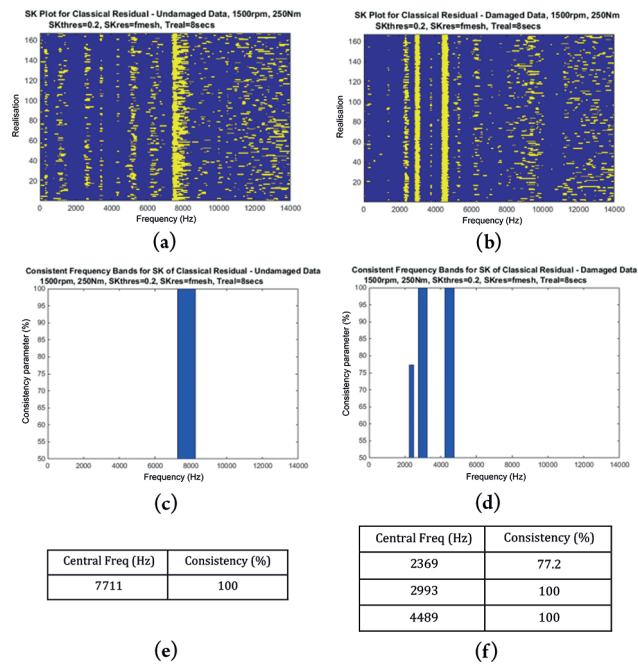 SK Plot for Classical Residual - Undamaged Data, 1500rpm, 250Nm
SKthres=0.2, SKres=fmesh, Treal=8secs
160
140
120
100
80
60
40
20
Realisation
0 2000 4000 6000 8000 10000 12000 14000
Frequency (Hz)
(a)
SK Plot for Classical Residual - Damaged Data, 1500rpm, 250Nm
SKthres=0.2, SKres=fmesh, Treal=8secs
160
140
120
100
80
60
40
20
Realisation
0 2000 4000 6000 8000 10000 12000 14000
Frequency (Hz)
(b)
Consistent Frequency Bands for SK of Classical Residual - Undamaged Data
1500rpm, 250Nm, SKthres=0.2, SKres=fmesh, Treal=8secs
100
95
90
85
80
75
70
65
60
55
50
Consistency parameter (%)
0 2000 4000 6000 8000 10000 12000 14000
Frequency (Hz)
(c)
Consistent Frequency Bands for SK of Classical Residual - Damaged Data
1500rpm, 250Nm, SKthres=0.2, SKres=fmesh, Treal=8secs
100
95
90
85
80
75
70
65
60
55
50
Consistency parameter (%)
0 2000 4000 6000 8000 10000 12000 14000
Frequency (Hz)
(d)
Central Freq (Hz) Consistency (%)
7711 100
(e)
Central Freq (Hz) Consistency (%)
2369 77.2
2993 100
4489 100
(f)